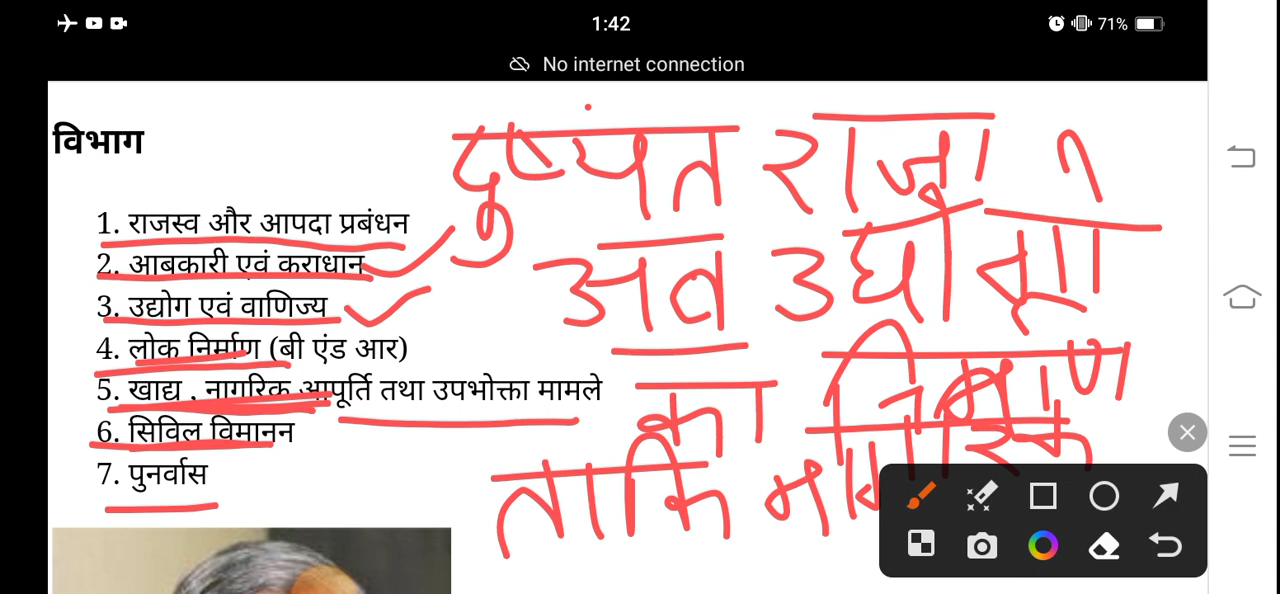 1:42
71%
No internet connection
विभाग
1. राजस्व और आपदा प्रबंधन
2. आबकारी एवं कराधान
3. उद्योग एवं वाणिज्य
4. लोक निर्माण (बी एंड आर)
5. खाद्य , नागरिक आपूर्ति तथा उपभोक्ता मामले
6. सिविल विमानन
7. पुनर्वास
दुष्यंत राजा
अब उद्योगों
का निर्माण
ताकि